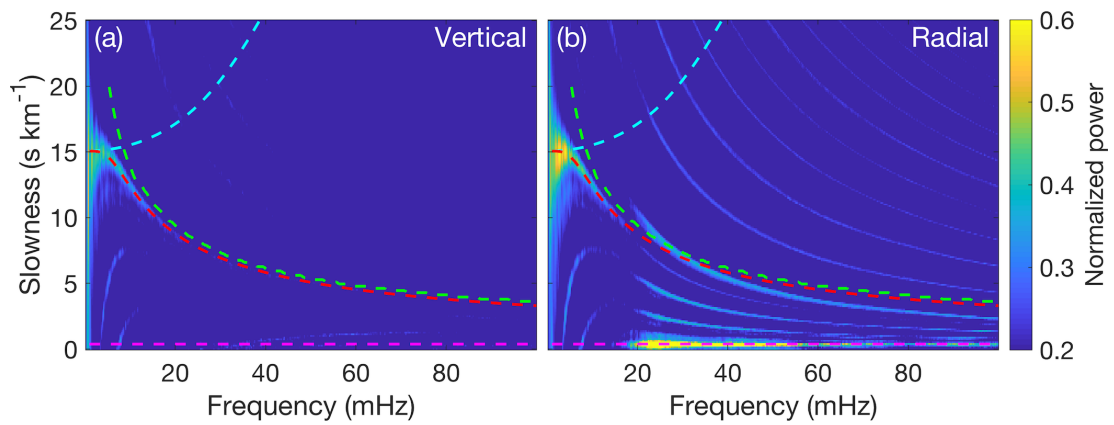 (a) Vertical
(b) Radial
25
20
15
10
5
0
Slowness (s km⁻¹)
20 40 60 80
Frequency (mHz)
20 40 60 80
Frequency (mHz)
0.6
0.5
0.4
0.3
0.2
Normalized power